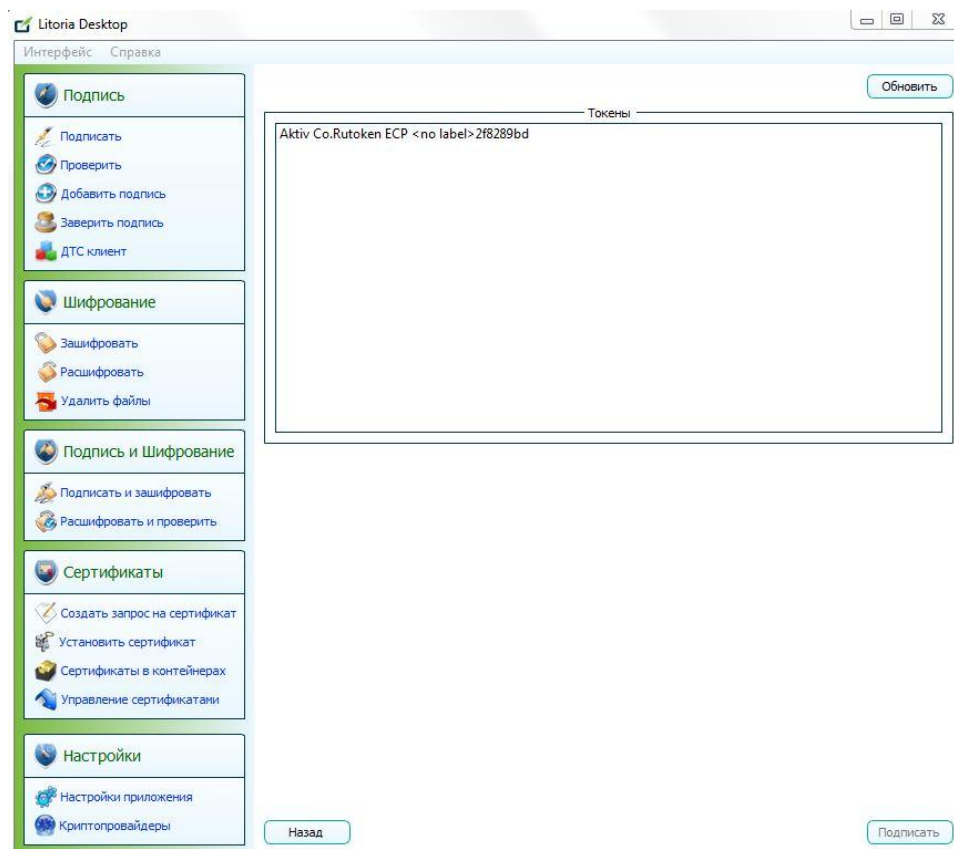 Litoria Desktop
Интерфейс Справка
Подпись
Подписать
Проверить
Добавить подпись
Заверить подпись
ДТС клиент
Шифрование
Зашифровать
Расшифровать
Удалить файлы
Подпись и Шифрование
Подписать и зашифровать
Расшифровать и проверить
Сертификаты
Создать запрос на сертификат
Установить сертификат
Сертификаты в контейнерах
Управление сертификатами
Настройки
Настройки приложения
Криптопровайдеры
Обновить
Токены
Aktiv Co.Rutoken ECP <no label>2f8289bd
Назад
Подписать